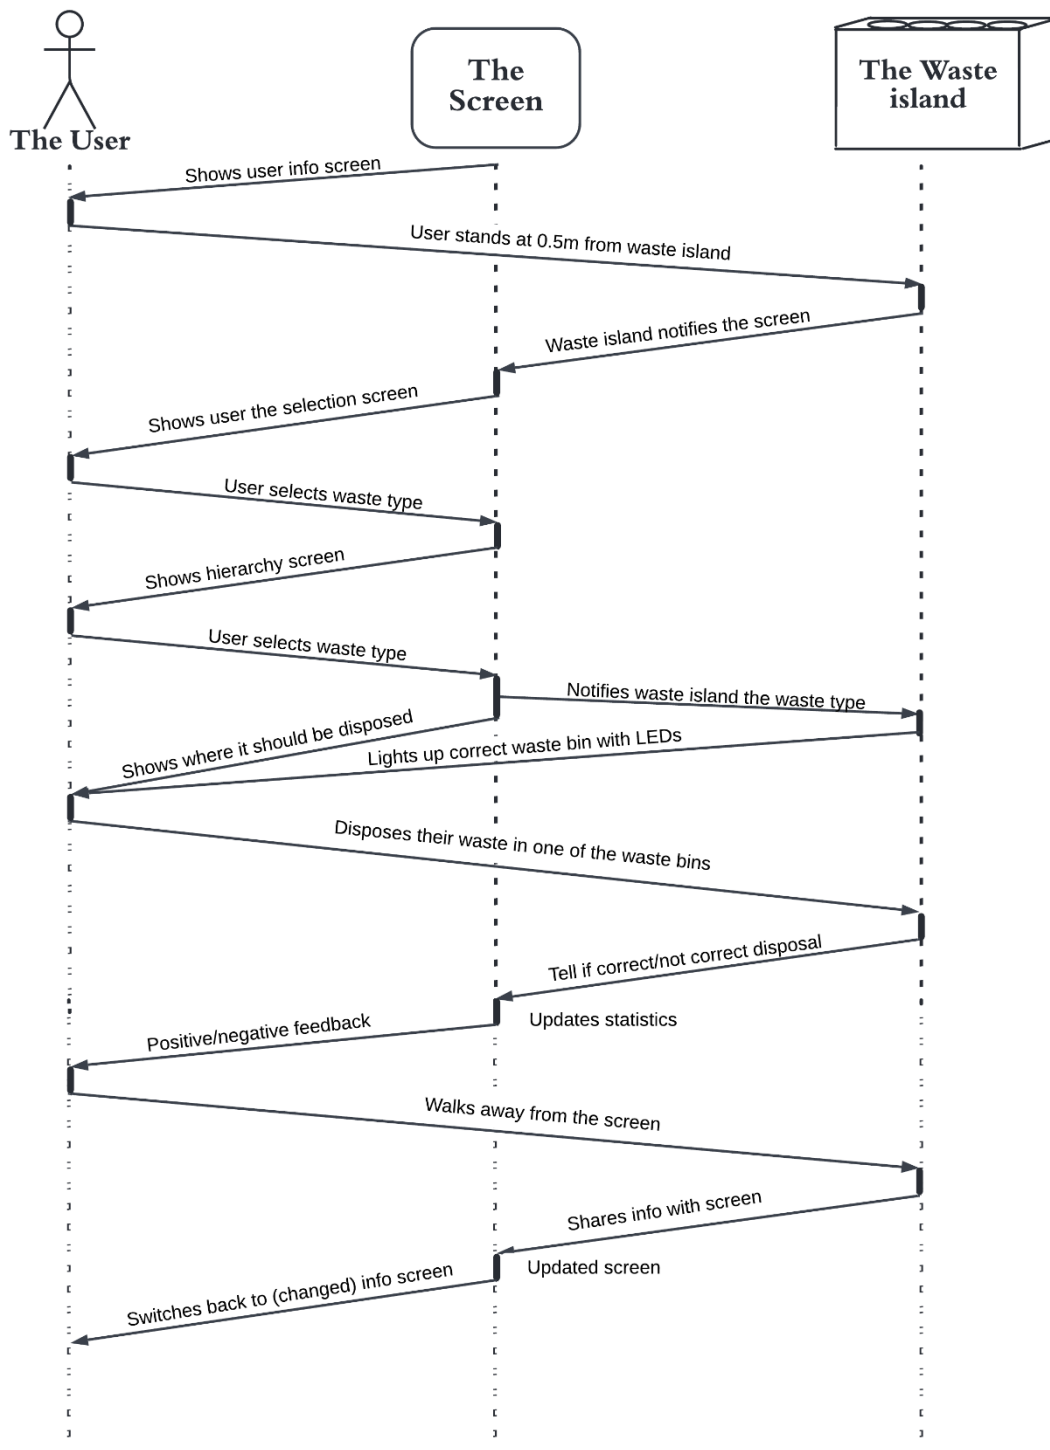 The User
The
Screen
The Waste
island
Shows user info screen
User stands at 0.5m from waste island
Waste island notifies the screen
Shows user the selection screen
User selects waste type
Shows hierarchy screen
User selects waste type
Notifies waste island the waste type
Shows where it should be disposed
Lights up correct waste bin with LEDs
Disposes their waste in one of the waste bins
Tell if correct/not correct disposal
Updates statistics
Positive/negative feedback
Walks away from the screen
Shares info with screen
Updated screen
Switches back to (changed) info screen